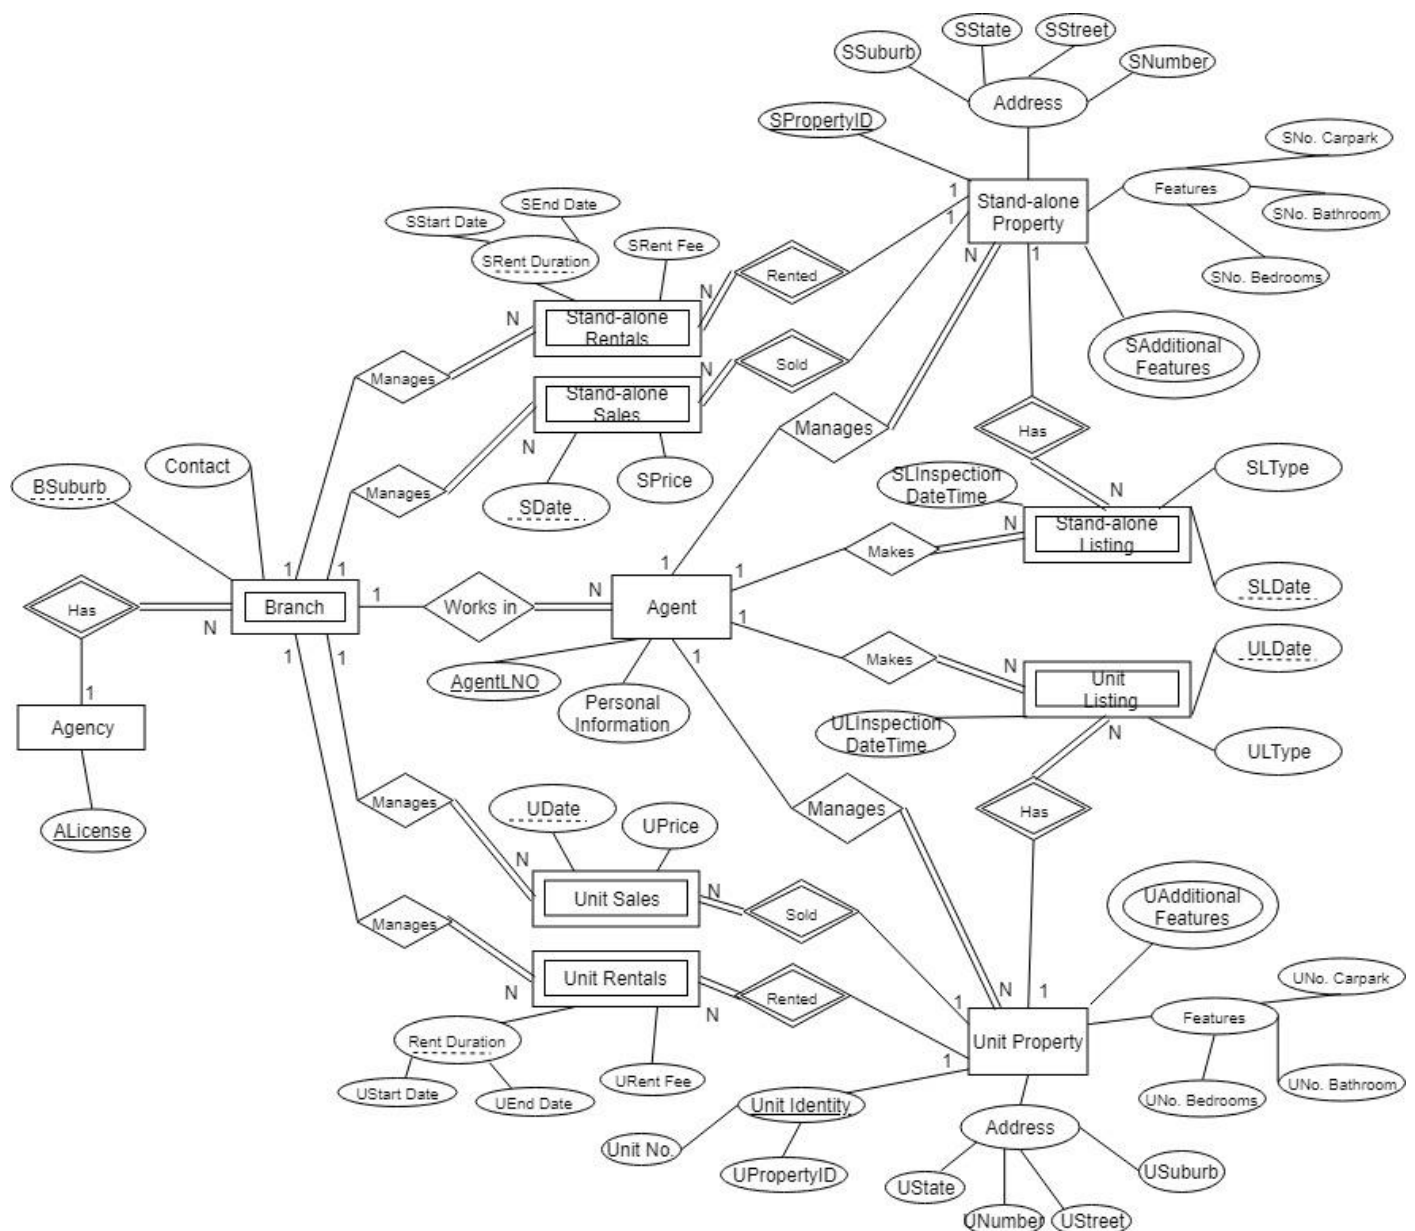 SState
SStreet
SSuburb
SNumber
Address
SPropertyID
SNo. Carpark
Features
SNo. Bathroom
SNo. Bedrooms
Stand-alone
Property
1
1
N
1
SAdditional
Features
SEnd Date
SStart Date
SRent Duration
SRent Fee
Rented
N
N
Stand-alone
Rentals
Manages
Sold
N
Stand-alone
Sales
N
Manages
SDate
SPrice
Manages
Has
Contact
BSuburb
SLInspection
DateTime
SLType
N
N
Stand-alone
Listing
Makes
SLDate
1
1
1
1
1
N
Has
N
Branch
1
Works in
N
Agent
1
1
1
1
AgentLNO
Personal
Information
Makes
N
Unit
Listing
N
ULDate
ULInspection
DateTime
ULType
1
Agency
ALicense
Manages
UDate
UPrice
Manages
Has
N
Unit Sales
N
Sold
UAdditional
Features
Manages
N
Unit Rentals
N
Rented
1
N
1
1
Unit Property
Features
UNo. Carpark
UNo. Bathroom
UNo. Bedrooms
Rent Duration
UStart Date
UEnd Date
URent Fee
Unit Identity
Unit No.
UPropertyID
Address
UState
UNumber
UStreet
USuburb